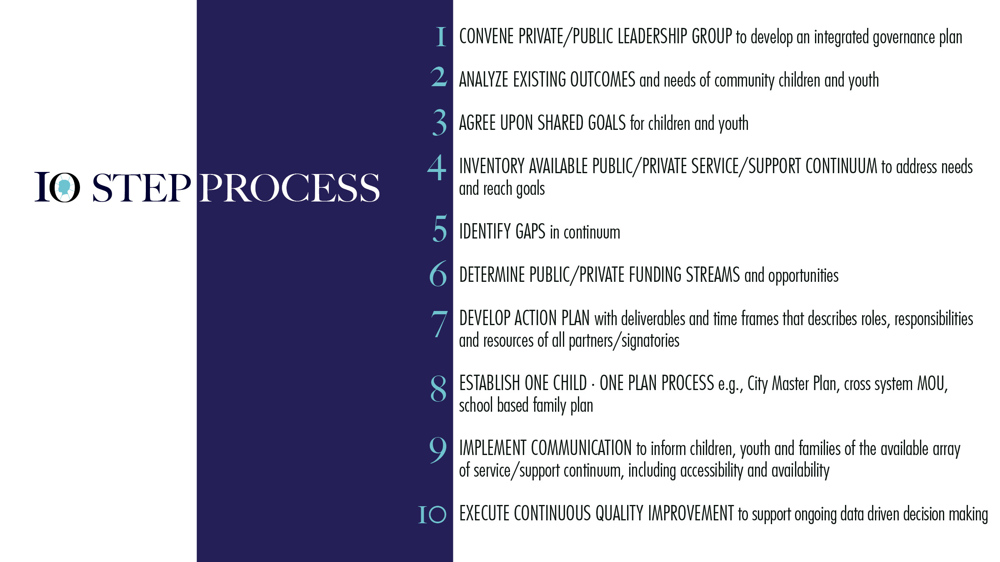 10 STEP PROCESS
1 CONVENE PRIVATE/PUBLIC LEADERSHIP GROUP to develop an integrated governance plan
2 ANALYZE EXISTING OUTCOMES and needs of community children and youth
3 AGREE UPON SHARED GOALS for children and youth
4 INVENTORY AVAILABLE PUBLIC/PRIVATE SERVICE/SUPPORT CONTINUUM to address needs
and reach goals
5 IDENTIFY GAPS in continuum
6 DETERMINE PUBLIC/PRIVATE FUNDING STREAMS and opportunities
7 DEVELOP ACTION PLAN with deliverables and time frames that describes roles, responsibilities
and resources of all partners/signatories
8 ESTABLISH ONE CHILD · ONE PLAN PROCESS e.g., City Master Plan, cross system MOU,
school based family plan
9 IMPLEMENT COMMUNICATION to inform children, youth and families of the available array
of service/support continuum, including accessibility and availability
10 EXECUTE CONTINUOUS QUALITY IMPROVEMENT to support ongoing data driven decision making